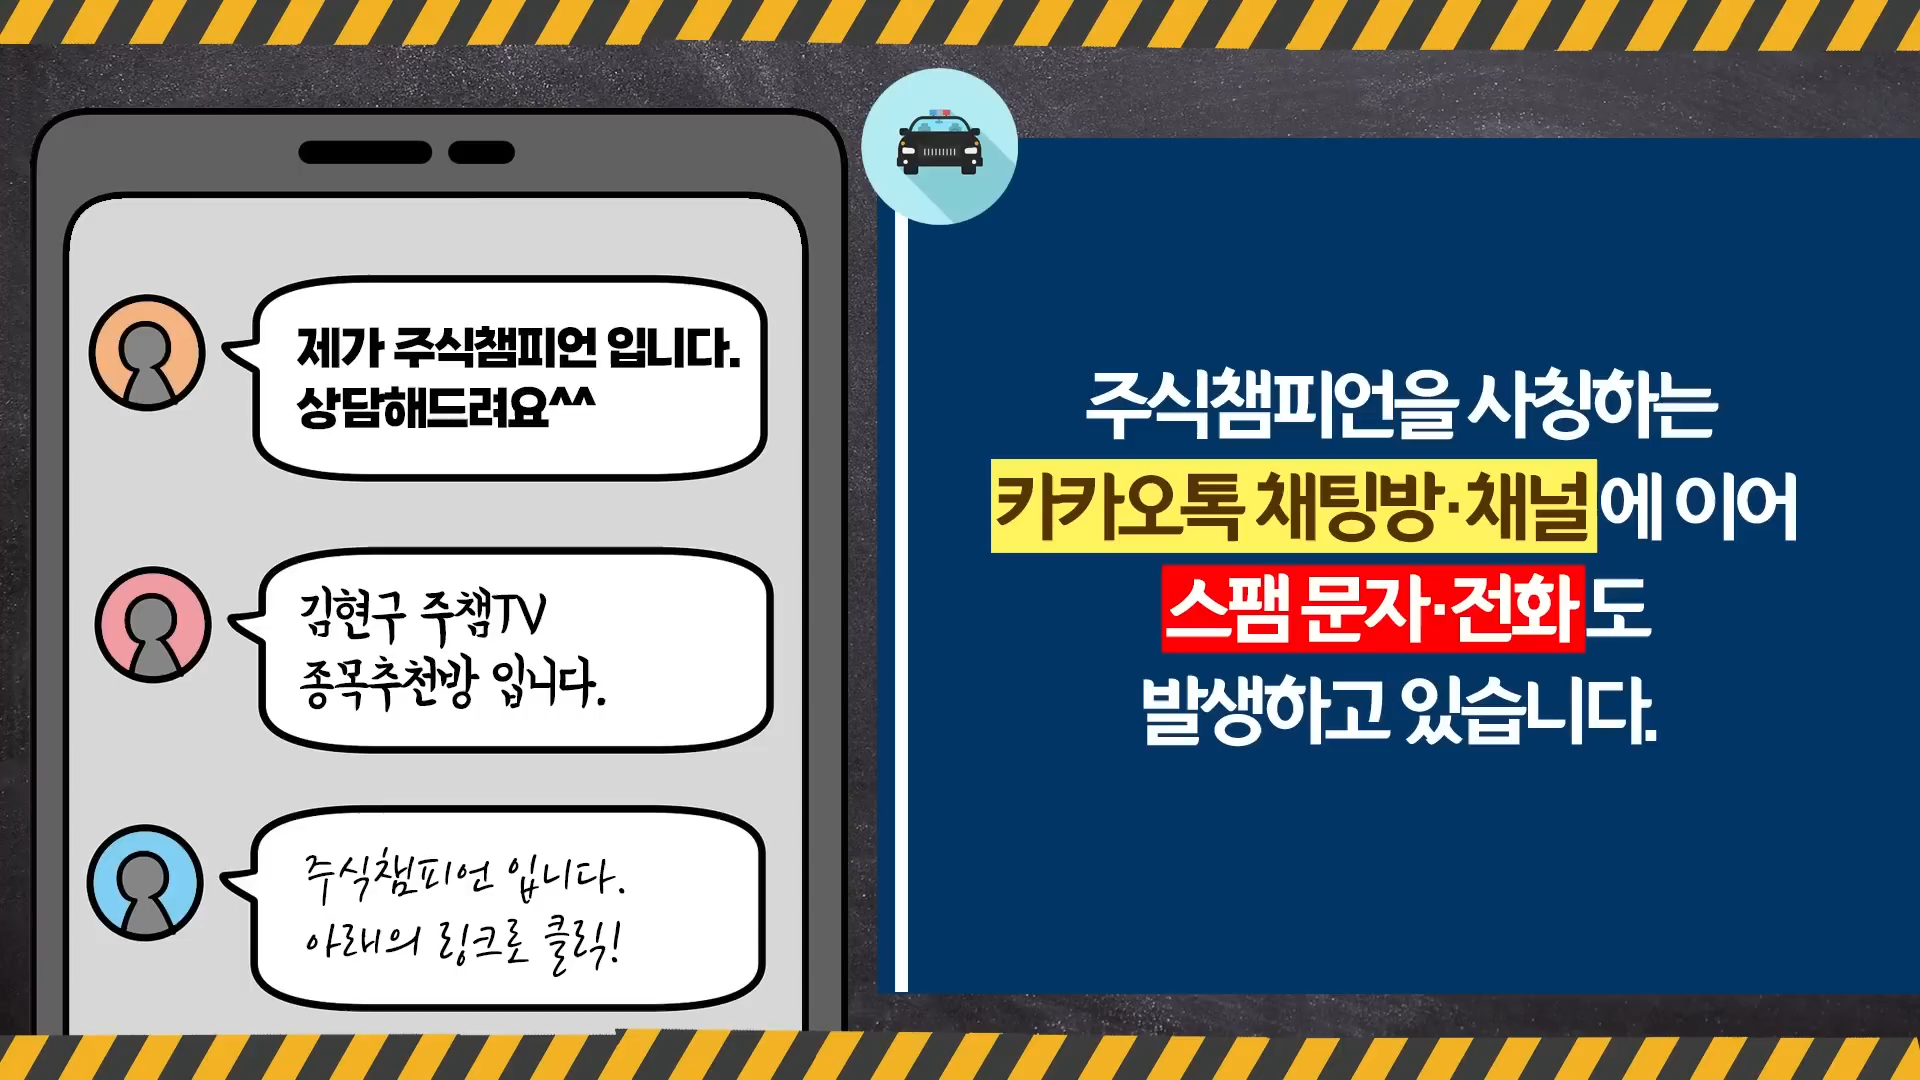 제가 주식챔피언 입니다.
상담해드려요^^
김현구 주챔TV
종목추천방 입니다.
주식챔피언 입니다.
아래의 링크로 클릭!
주식챔피언을 사칭하는
카카오톡 채팅방·채널에 이어
스팸 문자·전화도
발생하고 있습니다.